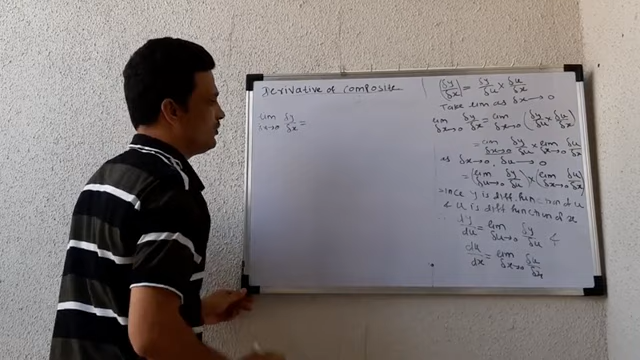 Derivative of composite
lim δy/δx =
δx→0
(δy/δx) = δy/δu × δu/δx
Take lim as δx → 0
lim δx→0 δy/δx = lim δx→0 (δy/δu × δu/δx)
= lim δx→0 δy/δu × lim δx→0 δu/δx
as δx→0, δu → 0
= (lim δu→0 δy/δu) × (lim δx→0 δu/δx)
since y is diff. function of u
& u is diff function of x
∴ dy/du = lim δu→0 δy/δu &
du/dx = lim δx→0 δu/δx